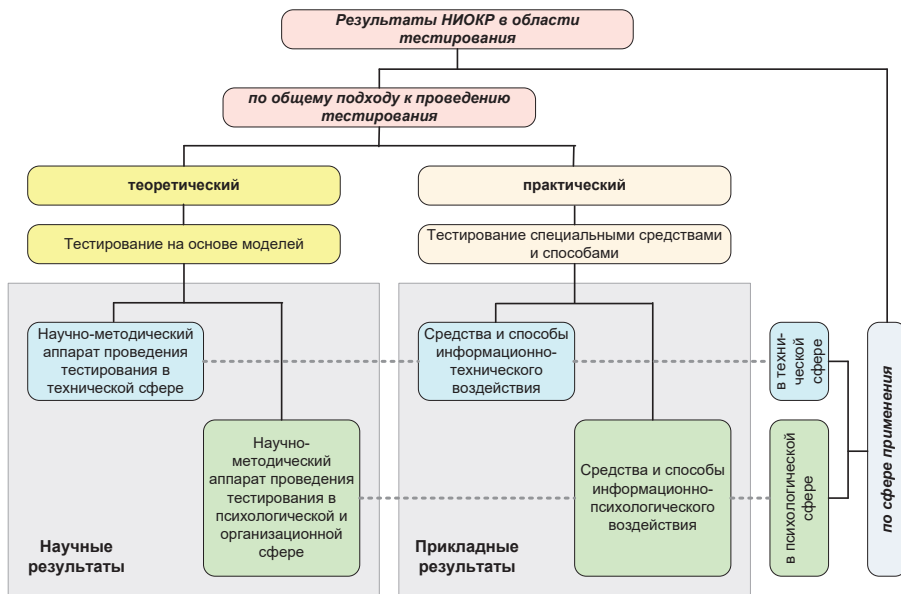 Результаты НИОКР в области
тестирования
по общему подходу к проведению
тестирования
теоретический
практический
Тестирование на основе моделей
Тестирование специальными средствами
и способами
Научно-методический
аппарат проведения
тестирования в
технической сфере
Средства и способы
информационно-
технического
воздействия
в техни-
ческой
сфере
Научно-
методический
аппарат проведения
тестирования в
психологической и
организационной
сфере
Средства и способы
информационно-
психологического
воздействия
в психологической
сфере
по сфере применения
Научные
результаты
Прикладные
результаты